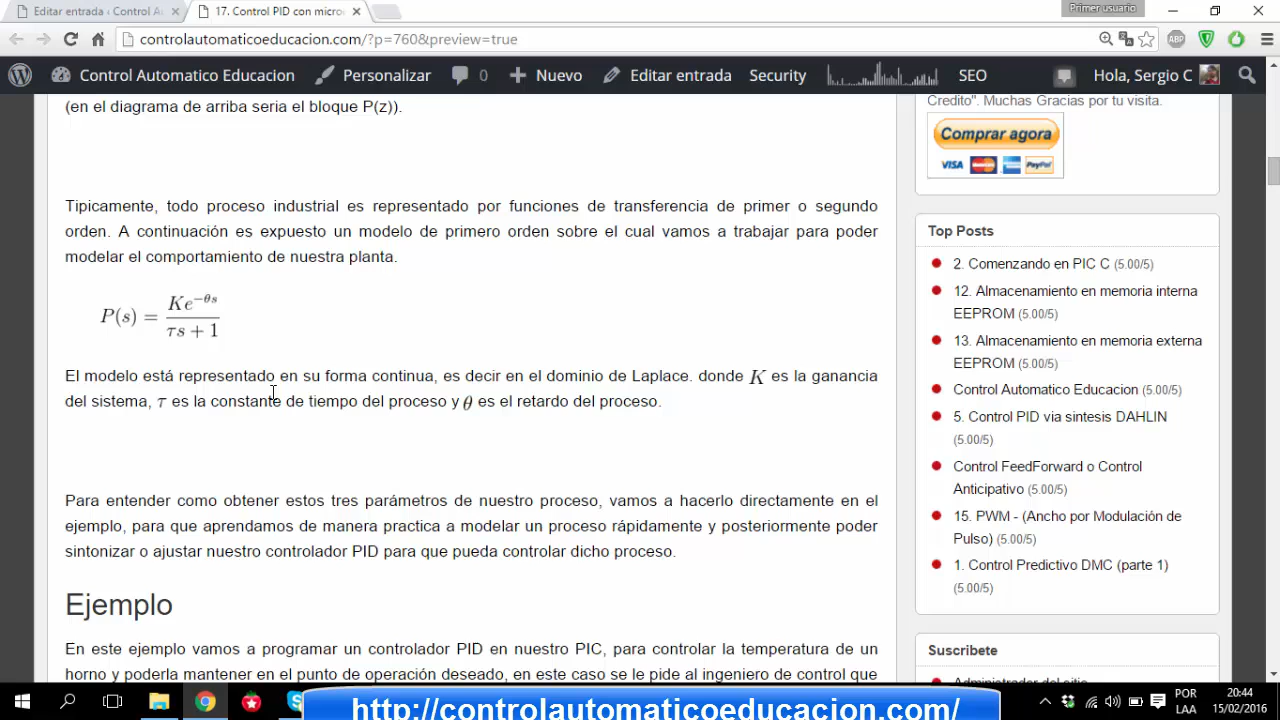 Editar entrada ‹ Control A
17. Control PID con micro
Primer usuario
controlautomaticoeducacion.com/?p=760&preview=true
ABP
Control Automatico Educacion
Personalizar
0
Nuevo
Editar entrada
Security
SEO
Hola, Sergio C
(en el diagrama de arriba seria el bloque P(z)).
Tipicamente, todo proceso industrial es representado por funciones de transferencia de primer o segundo
orden. A continuación es expuesto un modelo de primero orden sobre el cual vamos a trabajar para poder
modelar el comportamiento de nuestra planta.
P(s) = Ke^{-θs} / τs + 1
El modelo está representado en su forma continua, es decir en el dominio de Laplace. donde K es la ganancia
del sistema, τ es la constante de tiempo del proceso y θ es el retardo del proceso.
Para entender como obtener estos tres parámetros de nuestro proceso, vamos a hacerlo directamente en el
ejemplo, para que aprendamos de manera practica a modelar un proceso rápidamente y posteriormente poder
sintonizar o ajustar nuestro controlador PID para que pueda controlar dicho proceso.
Ejemplo
En este ejemplo vamos a programar un controlador PID en nuestro PIC, para controlar la temperatura de un
horno y poderla mantener en el punto de operación deseado, en este caso se le pide al ingeniero de control que
Credito". Muchas Gracias por tu visita.
Comprar agora
VISA
PayPal
Top Posts
2. Comenzando en PIC C (5.00/5)
12. Almacenamiento en memoria interna
EEPROM (5.00/5)
13. Almacenamiento en memoria externa
EEPROM (5.00/5)
Control Automatico Educacion (5.00/5)
5. Control PID via sintesis DAHLIN
(5.00/5)
Control FeedForward o Control
Anticipativo (5.00/5)
15. PWM - (Ancho por Modulación de
Pulso) (5.00/5)
1. Control Predictivo DMC (parte 1)
(5.00/5)
Suscribete
Administrador del sitio
http://controlautomaticoeducacion.com/
POR
LAA
20:44
15/02/2016